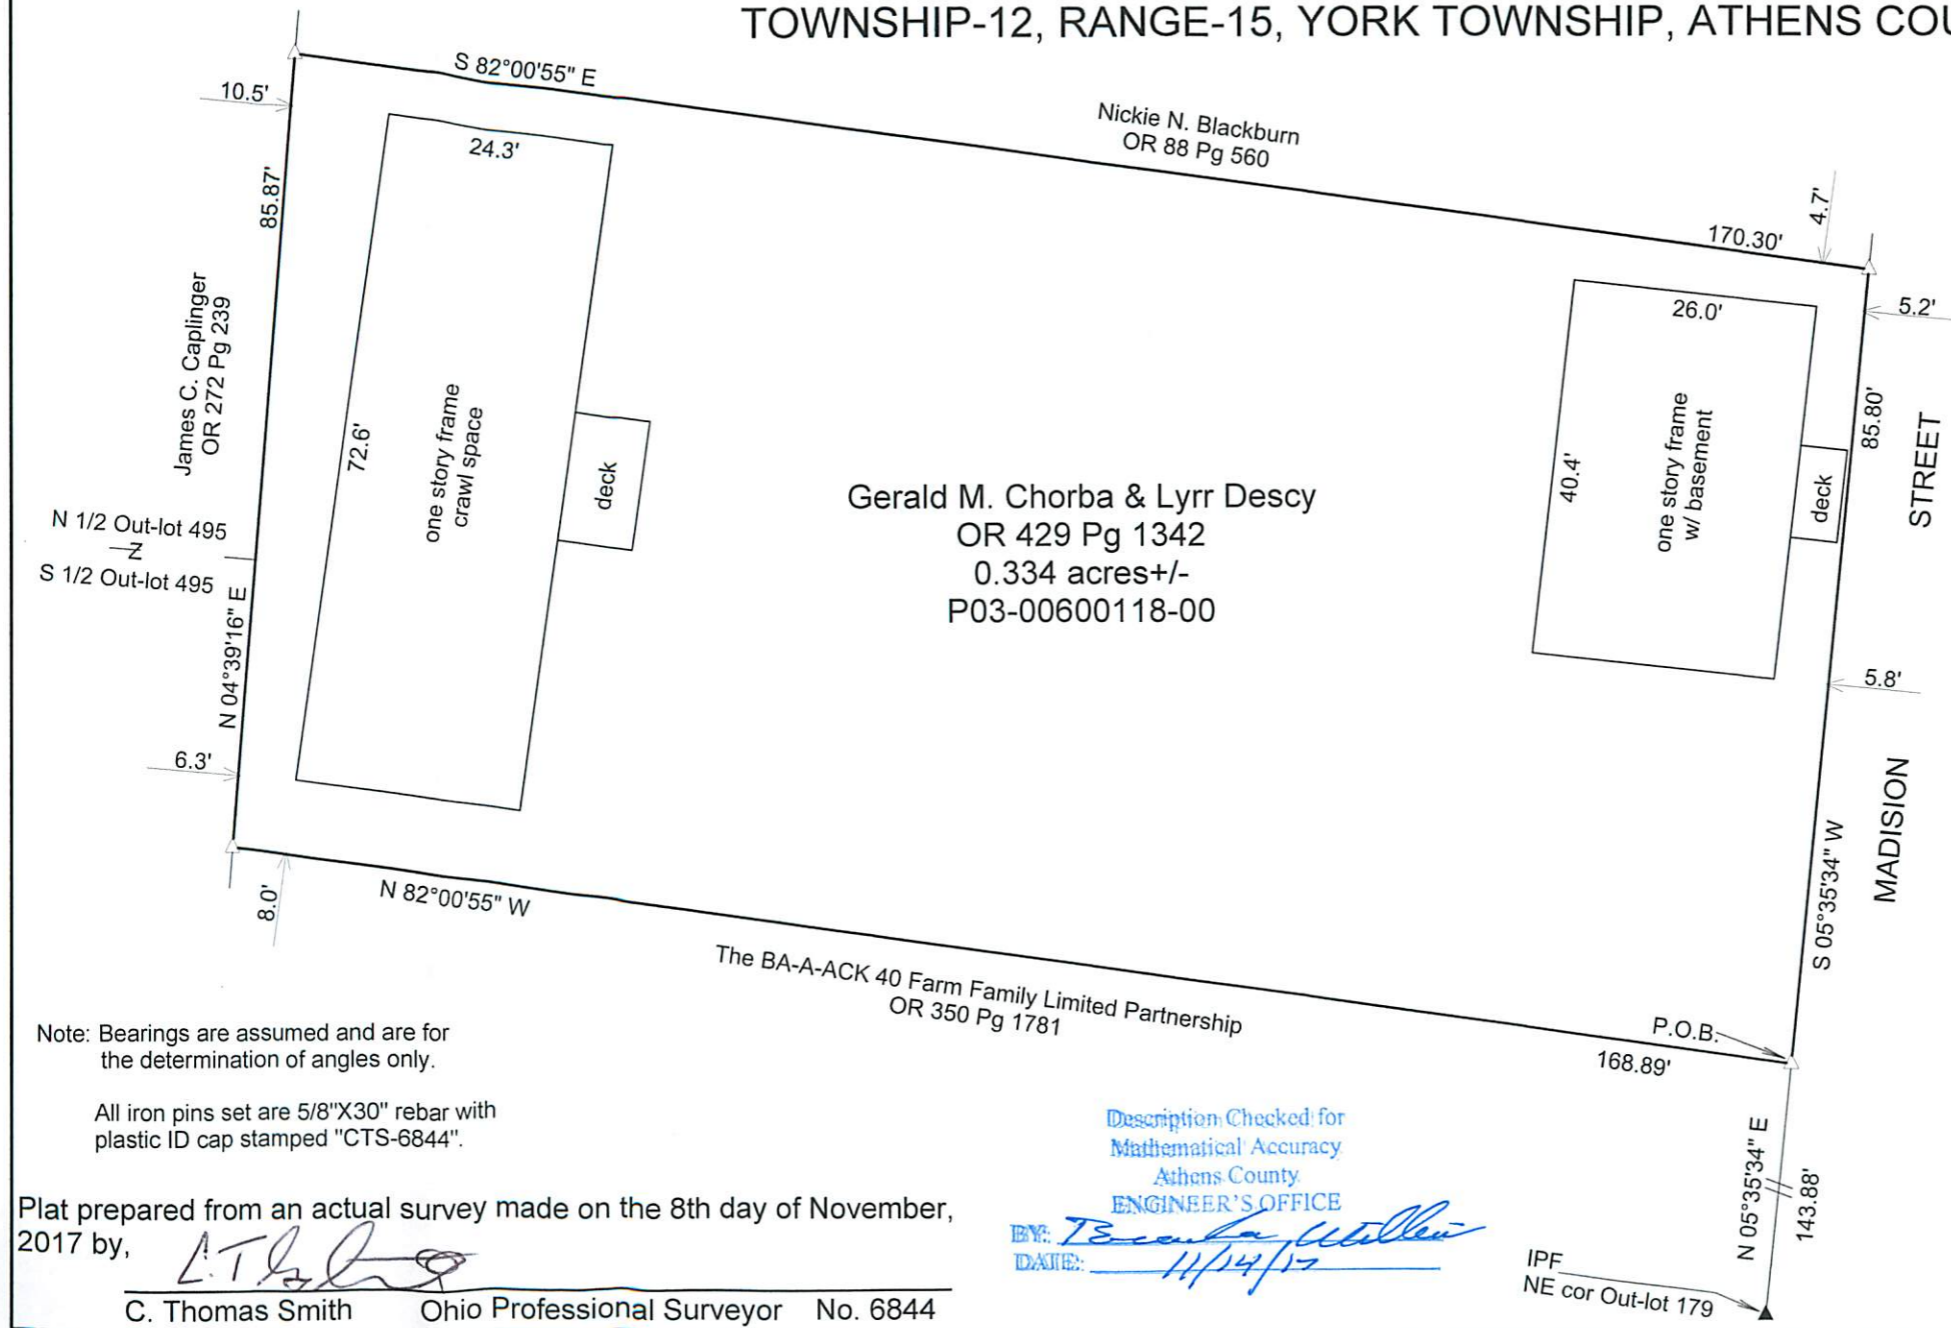 TOWNSHIP-12, RANGE-15, YORK TOWNSHIP, ATHENS COU
S 82°00'55" E
10.5'
24.3'
Nickie N. Blackburn
OR 88 Pg 560
170.30'
4.7'
5.2'
85.87'
James C. Caplinger
OR 272 Pg 239
72.6'
one story frame
crawl space
deck
26.0'
40.4'
one story frame
w/ basement
deck
85.80'
STREET
N 1/2 Out-lot 495
Z
S 1/2 Out-lot 495
Gerald M. Chorba & Lyrr Descy
OR 429 Pg 1342
0.334 acres+/-
P03-00600118-00
N 04°39'16" E
5.8'
6.3'
MADISION
S 05°35'34" W
8.0'
N 82°00'55" W
The BA-A-ACK 40 Farm Family Limited Partnership
OR 350 Pg 1781
P.O.B.
168.89'
Note: Bearings are assumed and are for
the determination of angles only.
All iron pins set are 5/8"X30" rebar with
plastic ID cap stamped "CTS-6844".
Description Checked for
Mathematical Accuracy
Athens County
ENGINEER'S OFFICE
BY:
DATE: 11/14/17
N 05°35'34" E
143.88"
IPF
NE cor Out-lot 179
Plat prepared from an actual survey made on the 8th day of November,
2017 by,
C. Thomas Smith Ohio Professional Surveyor No. 6844